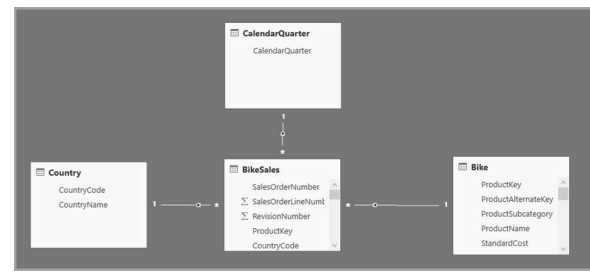 CalendarQuarter
CalendarQuarter
1
*
Country
CountryCode
CountryName
1
*
BikeSales
SalesOrderNumber
Σ SalesOrderLineNumb
Σ RevisionNumber
ProductKey
CountryCode
*
1
Bike
ProductKey
ProductAlternateKey
ProductSubcategory
ProductName
StandardCost